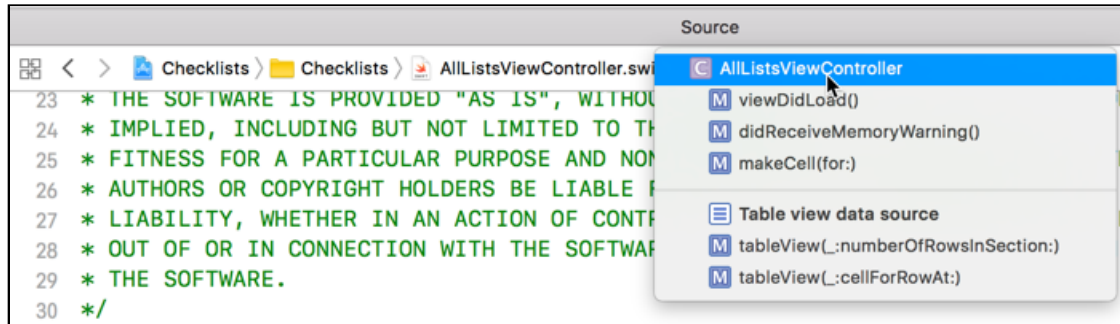 Source
Checklists Checklists AllListsViewController.swi
AllListsViewController
viewDidLoad()
didReceiveMemoryWarning()
makeCell(for:)
Table view data source
tableView(_:numberOfRowsInSection:)
tableView(_:cellForRowAt:)
23 * THE SOFTWARE IS PROVIDED "AS IS", WITHOU
24 * IMPLIED, INCLUDING BUT NOT LIMITED TO TH
25 * FITNESS FOR A PARTICULAR PURPOSE AND NON
26 * AUTHORS OR COPYRIGHT HOLDERS BE LIABLE F
27 * LIABILITY, WHETHER IN AN ACTION OF CONTR
28 * OUT OF OR IN CONNECTION WITH THE SOFTWAR
29 * THE SOFTWARE.
30 */